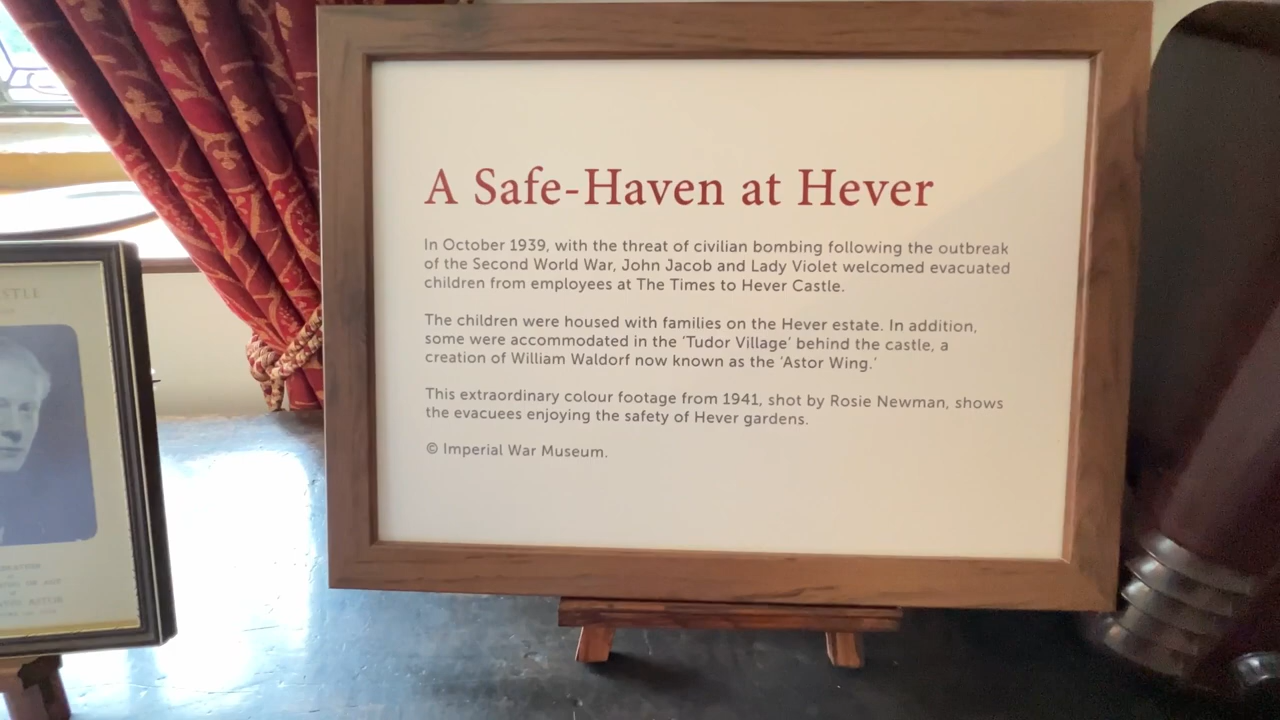 A Safe-Haven at Hever
In October 1939, with the threat of civilian bombing following the outbreak
of the Second World War, John Jacob and Lady Violet welcomed evacuated
children from employees at The Times to Hever Castle.
The children were housed with families on the Hever estate. In addition,
some were accommodated in the ‘Tudor Village’ behind the castle, a
creation of William Waldorf now known as the ‘Astor Wing.’
This extraordinary colour footage from 1941, shot by Rosie Newman, shows
the evacuees enjoying the safety of Hever gardens.
© Imperial War Museum.